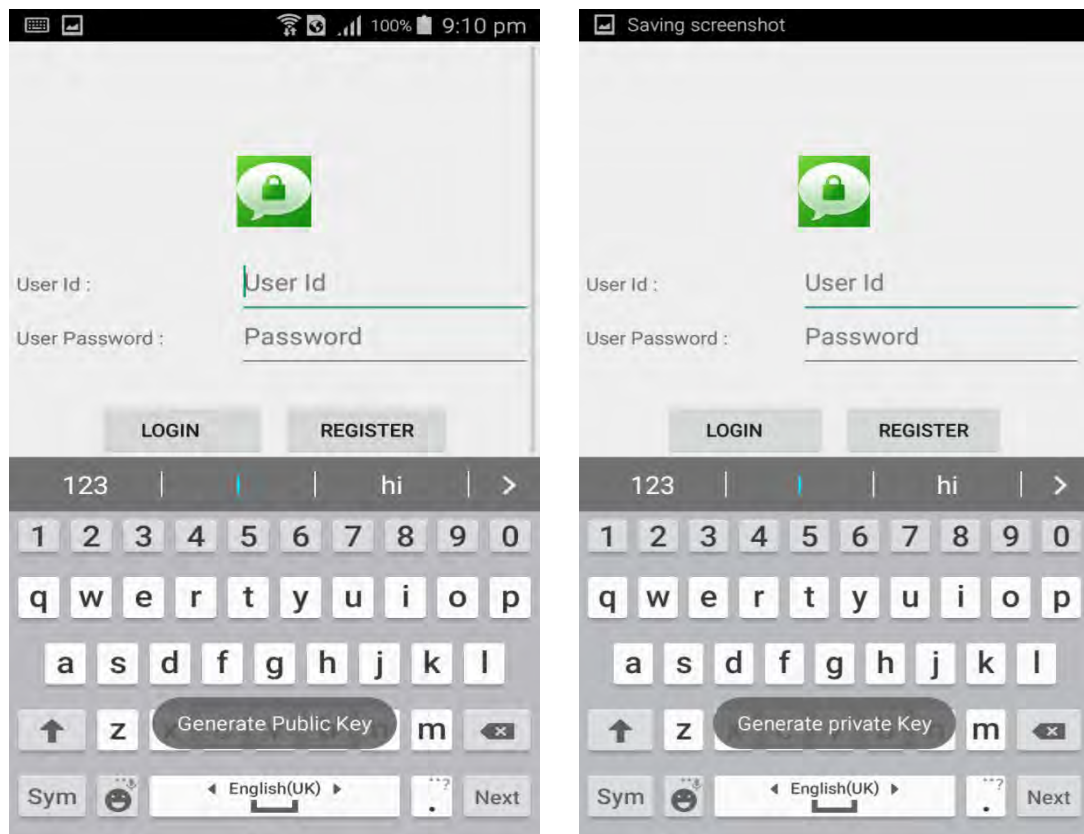 100% 9:10 pm
User Id : User Id
User Password : Password
LOGIN REGISTER
123 hi >
1 2 3 4 5 6 7 8 9 0
q w e r t y u i o p
a s d f g h j k l
z Generate Public Key m
Sym English(UK) . ? Next
Saving screenshot
User Id : User Id
User Password : Password
LOGIN REGISTER
123 hi >
1 2 3 4 5 6 7 8 9 0
q w e r t y u i o p
a s d f g h j k l
z Generate private Key m
Sym English(UK) . ? Next